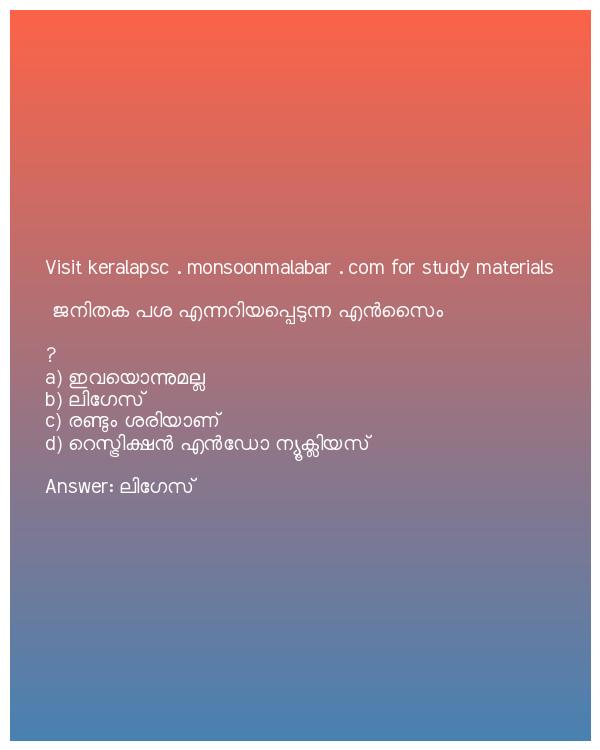 Visit keralapsc . monsoonmalabar . com for study materials
ജനിതക പശ എന്നറിയപ്പെടുന്ന എൻസൈം
?
a) ഇവയൊന്നുമല്ല
b) ലിഗേസ്
c) രണ്ടും ശരിയാണ്
d) റെസ്ട്രിക്ഷൻ എൻഡോ ന്യൂക്ലിയസ്
Answer: ലിഗേസ്